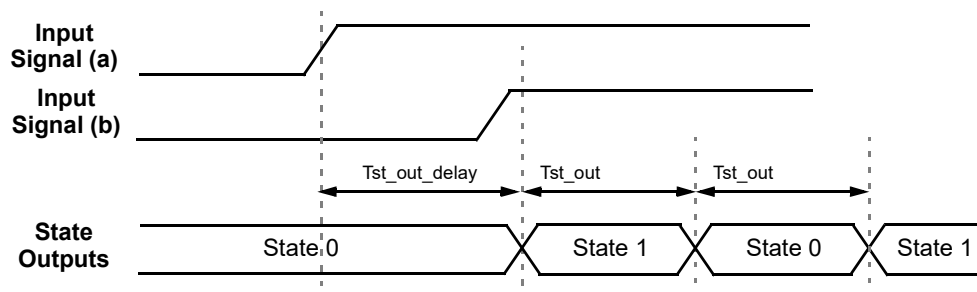 Input
Signal (a)
Input
Signal (b)
Tst_out_delay
Tst_out
Tst_out
State
Outputs
State 0
State 1
State 0
State 1